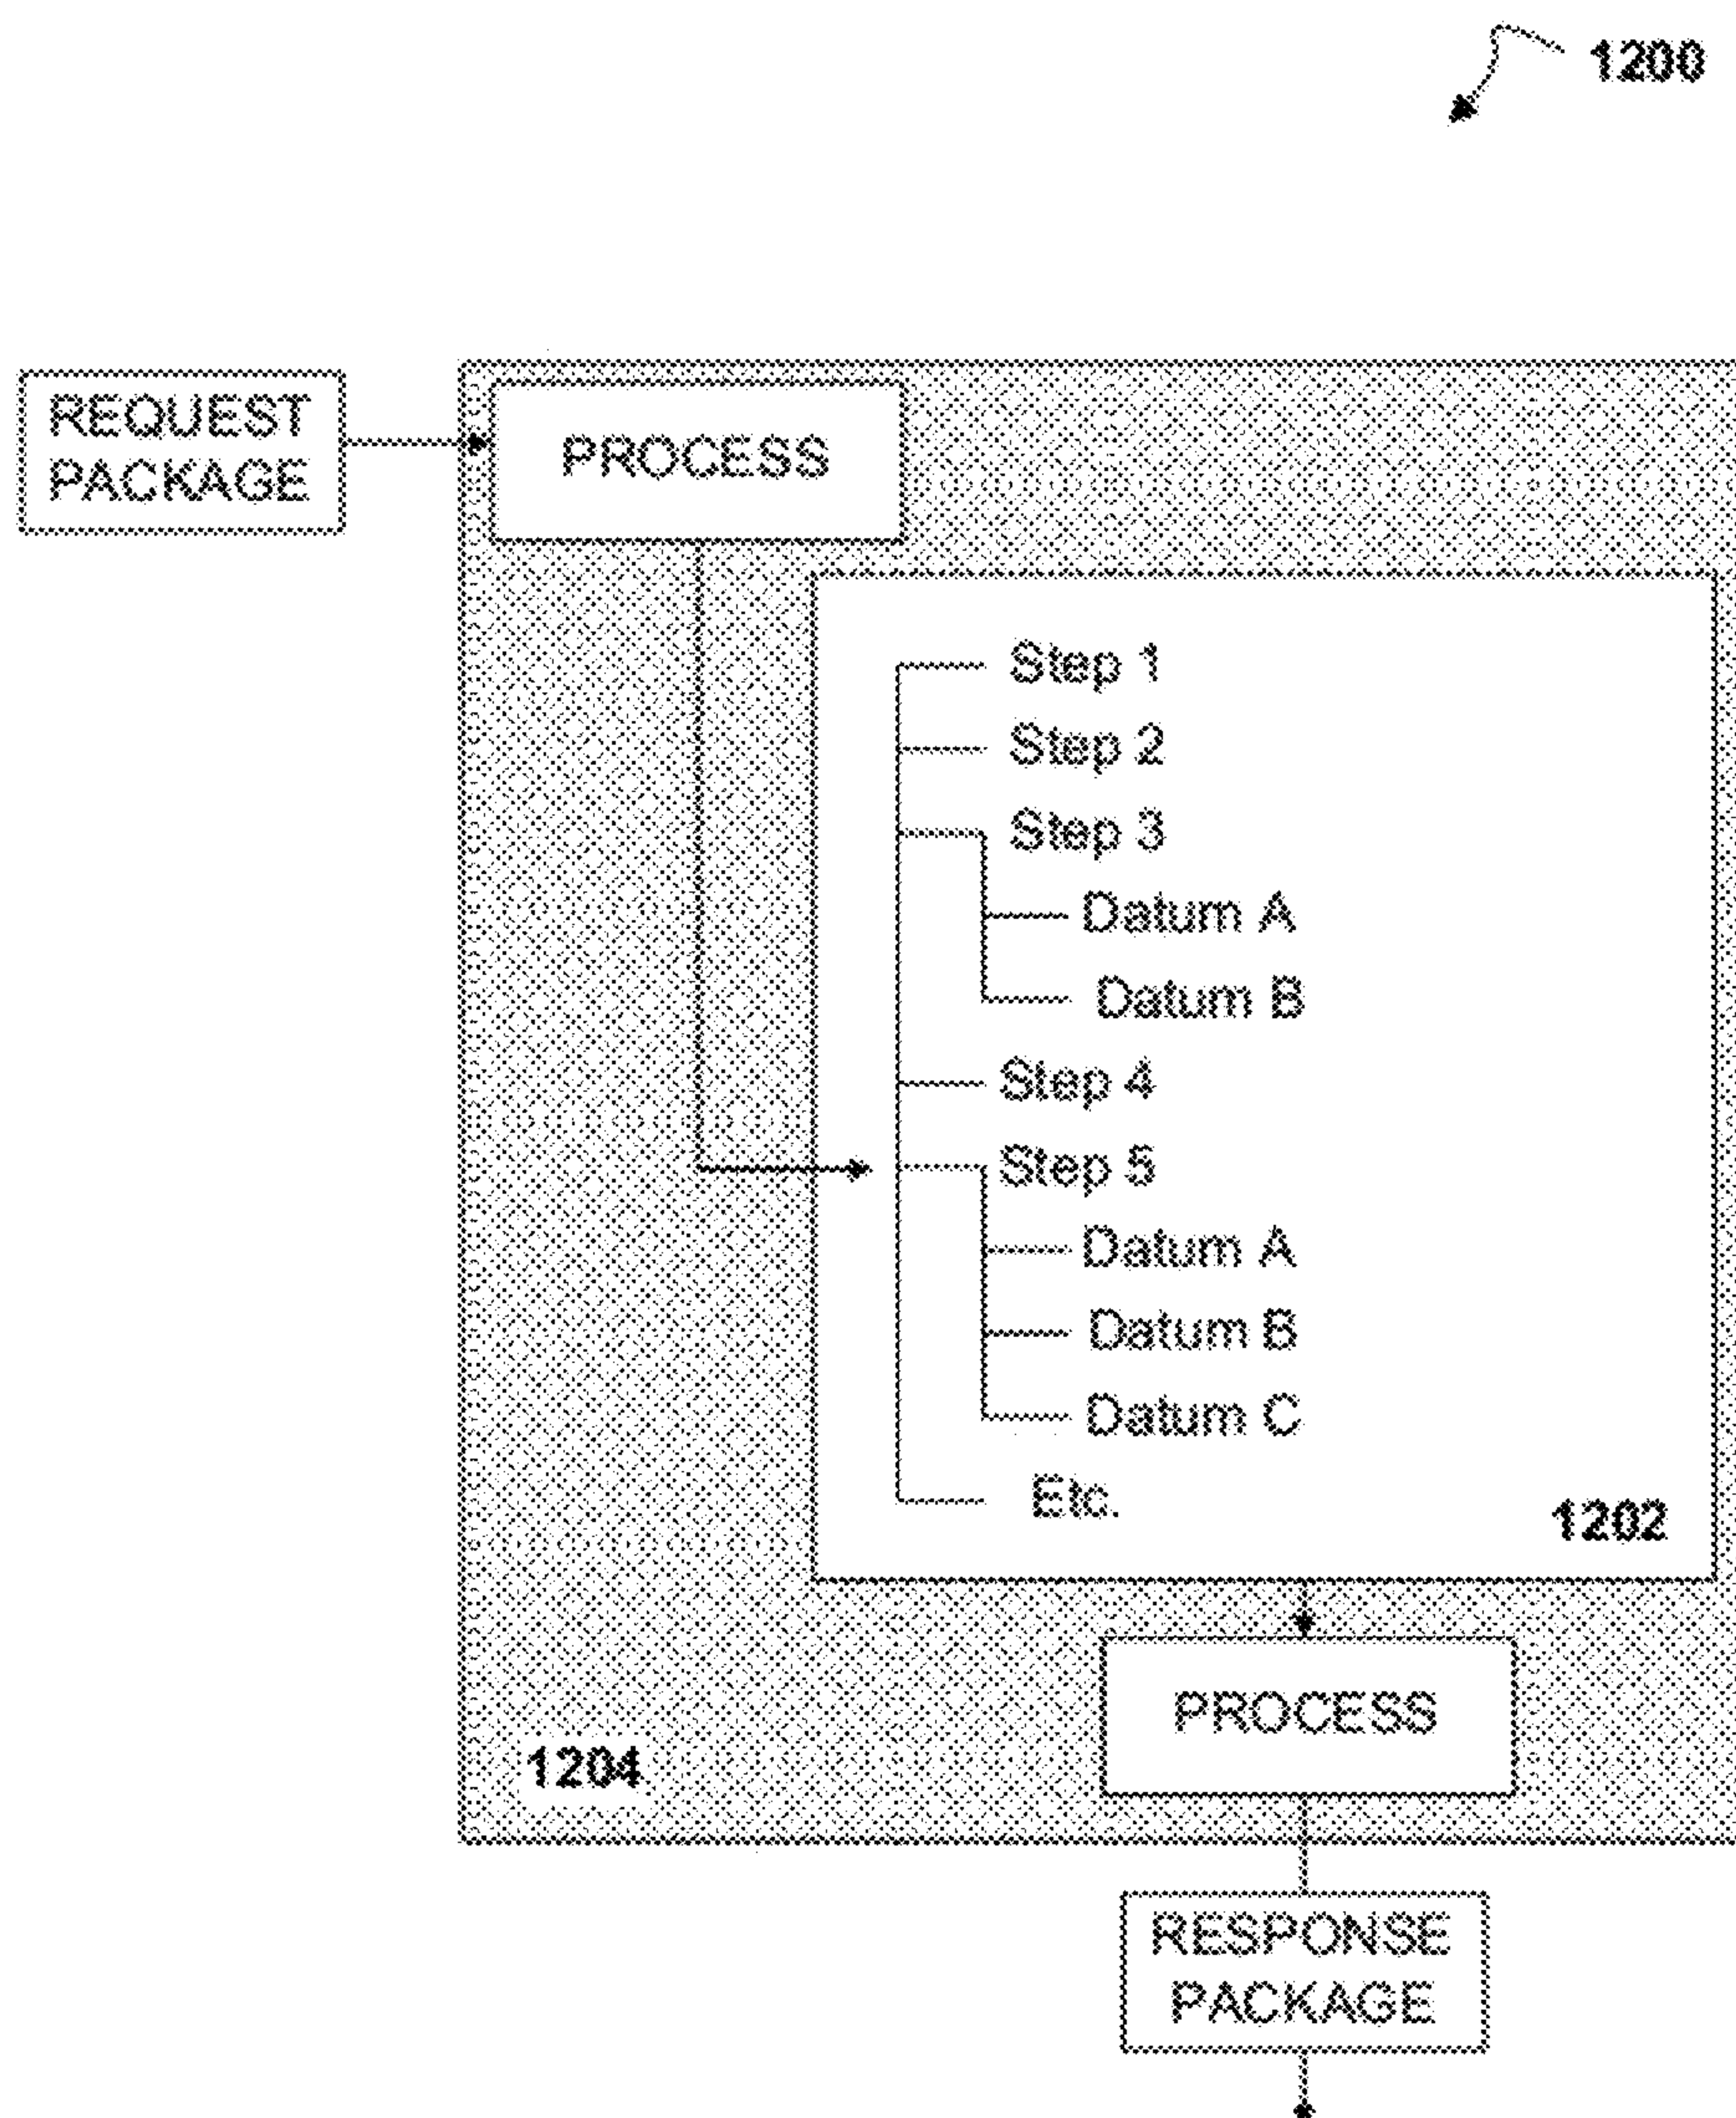 1200
REQUEST
PACKAGE
PROCESS
Step 1
Step 2
Step 3
Datum A
Datum B
Step 4
Step 5
Datum A
Datum B
Datum C
Etc.
1202
PROCESS
1204
RESPONSE
PACKAGE